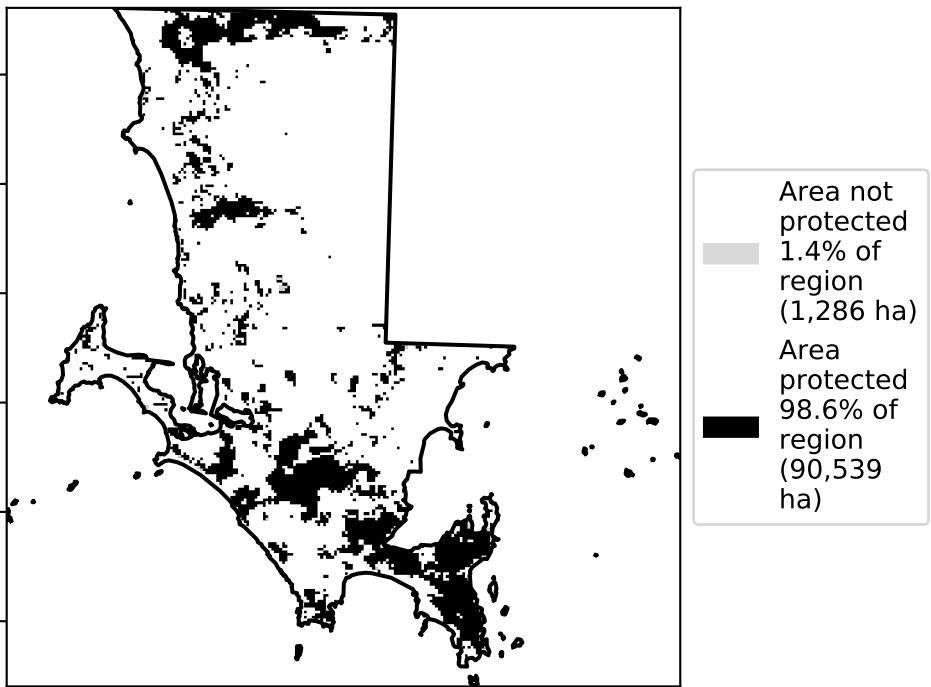 Area not
protected
1.4% of
region
(1,286 ha)
Area
protected
98.6% of
region
(90,539
ha)